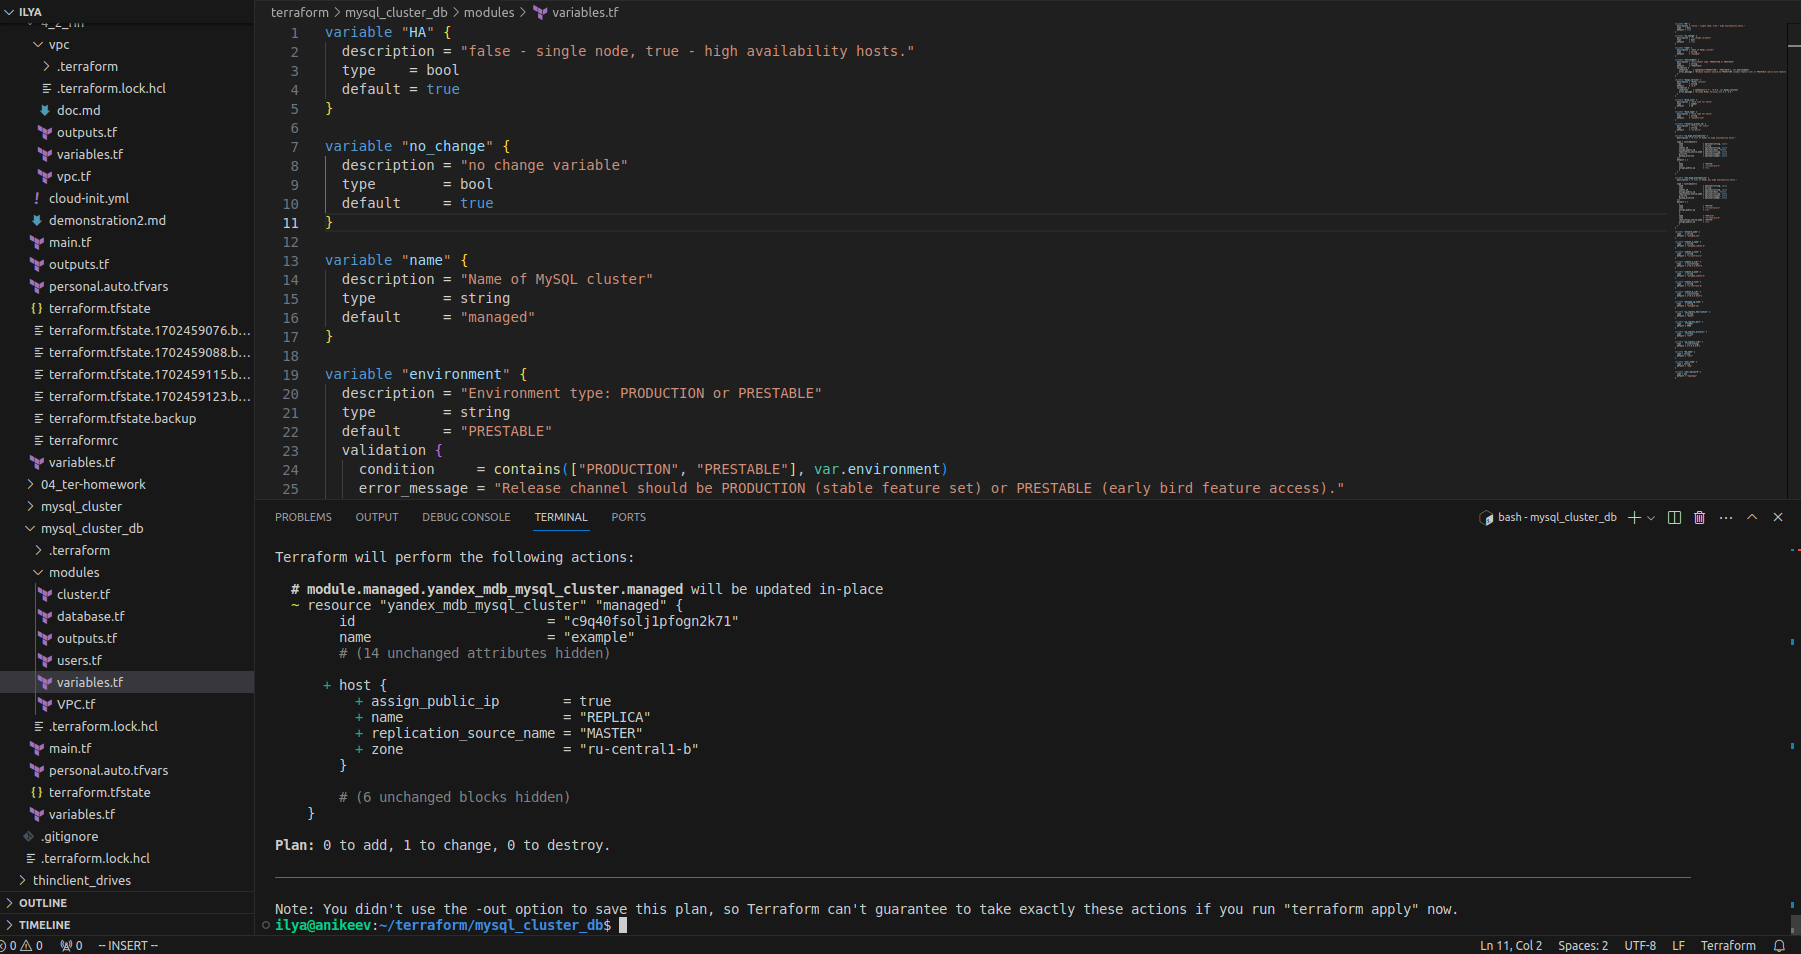 ILYA
vpc
.terraform
.terraform.lock.hcl
doc.md
outputs.tf
variables.tf
vpc.tf
cloud-init.yml
demonstration2.md
main.tf
outputs.tf
personal.auto.tfvars
terraform.tfstate
terraform.tfstate.1702459076.b...
terraform.tfstate.1702459088.b...
terraform.tfstate.1702459115.b...
terraform.tfstate.1702459123.b...
terraform.tfstate.backup
terraformrc
variables.tf
04_ter-homework
mysql_cluster
mysql_cluster_db
.terraform
modules
cluster.tf
database.tf
outputs.tf
users.tf
variables.tf
VPC.tf
.terraform.lock.hcl
main.tf
personal.auto.tfvars
terraform.tfstate
variables.tf
.gitignore
.terraform.lock.hcl
thinclient_drives
OUTLINE
TIMELINE
terraform > mysql_cluster_db > modules > variables.tf
1 variable "HA" {
2 description = "false - single node, true - high availability hosts."
3 type    = bool
4 default = true
5 }
6
7 variable "no_change" {
8 description = "no change variable"
9 type        = bool
10 default     = true
11 }
12
13 variable "name" {
14 description = "Name of MySQL cluster"
15 type        = string
16 default     = "managed"
17 }
18
19 variable "environment" {
20 description = "Environment type: PRODUCTION or PRESTABLE"
21 type        = string
22 default     = "PRESTABLE"
23 validation {
24 condition     = contains(["PRODUCTION", "PRESTABLE"], var.environment)
25 error_message = "Release channel should be PRODUCTION (stable feature set) or PRESTABLE (early bird feature access)."
PROBLEMS OUTPUT DEBUG CONSOLE TERMINAL PORTS
bash - mysql_cluster_db
Terraform will perform the following actions:
# module.managed.yandex_mdb_mysql_cluster.managed will be updated in-place
~ resource "yandex_mdb_mysql_cluster" "managed" {
id                        = "c9q40fsolj1pfogn2k71"
name                      = "example"
# (14 unchanged attributes hidden)
+ host {
+ assign_public_ip        = true
+ name                    = "REPLICA"
+ replication_source_name = "MASTER"
+ zone                    = "ru-central1-b"
}
# (6 unchanged blocks hidden)
}
Plan: 0 to add, 1 to change, 0 to destroy.
Note: You didn't use the -out option to save this plan, so Terraform can't guarantee to take exactly these actions if you run "terraform apply" now.
ilya@anikeev:~/terraform/mysql_cluster_db$
0 0 0 -- INSERT -- Ln 11, Col 2 Spaces: 2 UTF-8 LF Terraform